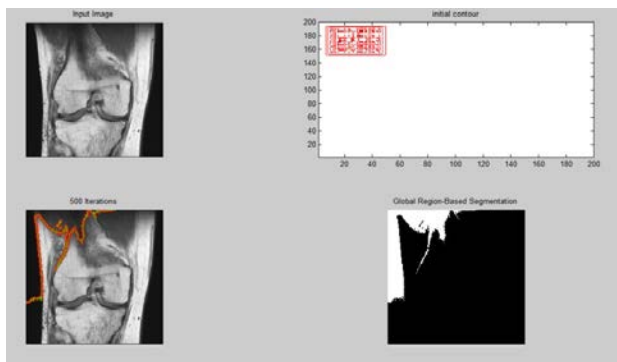 Input Image
initial contour
200
180
160
140
120
100
80
60
40
20
20 40 60 80 100 120 140 160 180 200
500 Iterations
Global Region-Based Segmentation